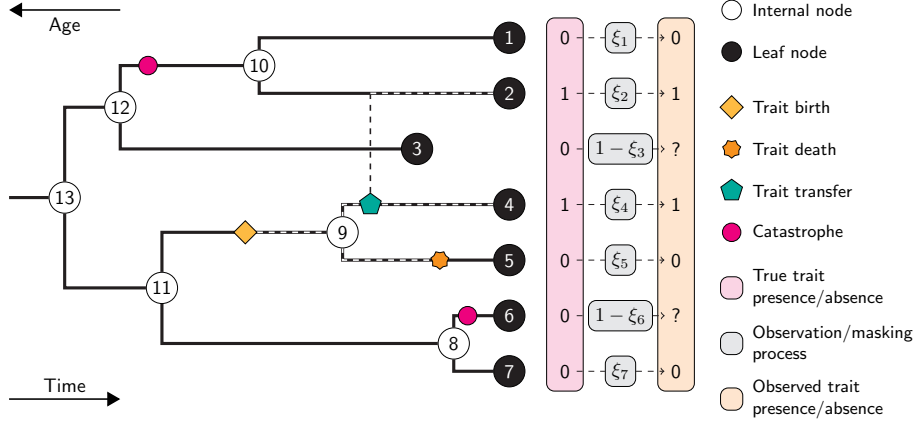 Age
Time
13
12
11
10
9
8
1
2
3
4
5
6
7
0 ξ₁ 0
1 ξ₂ 1
0 1 − ξ₃ ?
1 ξ₄ 1
0 ξ₅ 0
0 1 − ξ₆ ?
0 ξ₇ 0
Internal node
Leaf node
Trait birth
Trait death
Trait transfer
Catastrophe
True trait
presence/absence
Observation/masking
process
Observed trait
presence/absence